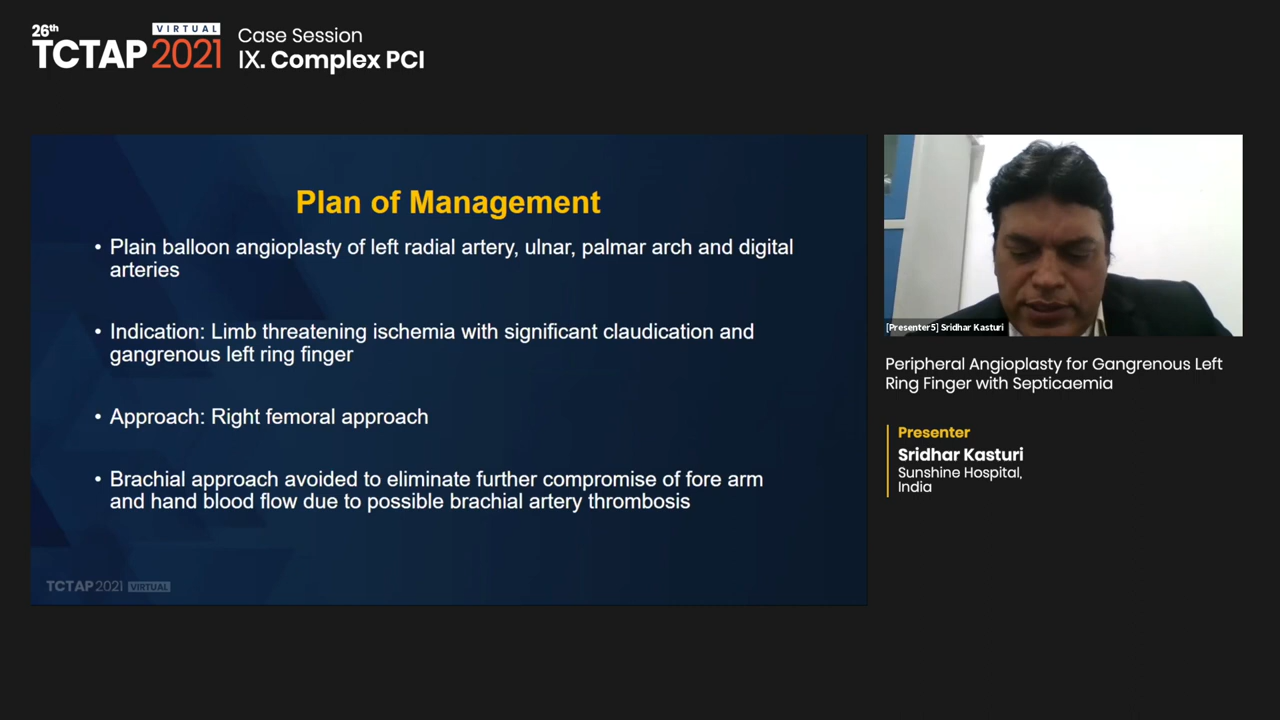 26th
VIRTUAL
TCTAP 2021
Case Session
IX. Complex PCI
Plan of Management
• Plain balloon angioplasty of left radial artery, ulnar, palmar arch and digital
arteries
• Indication: Limb threatening ischemia with significant claudication and
gangrenous left ring finger
• Approach: Right femoral approach
• Brachial approach avoided to eliminate further compromise of fore arm
and hand blood flow due to possible brachial artery thrombosis
TCTAP 2021 VIRTUAL
[Presenter5] Sridhar Kasturi
Peripheral Angioplasty for Gangrenous Left
Ring Finger with Septicaemia
Presenter
Sridhar Kasturi
Sunshine Hospital,
India